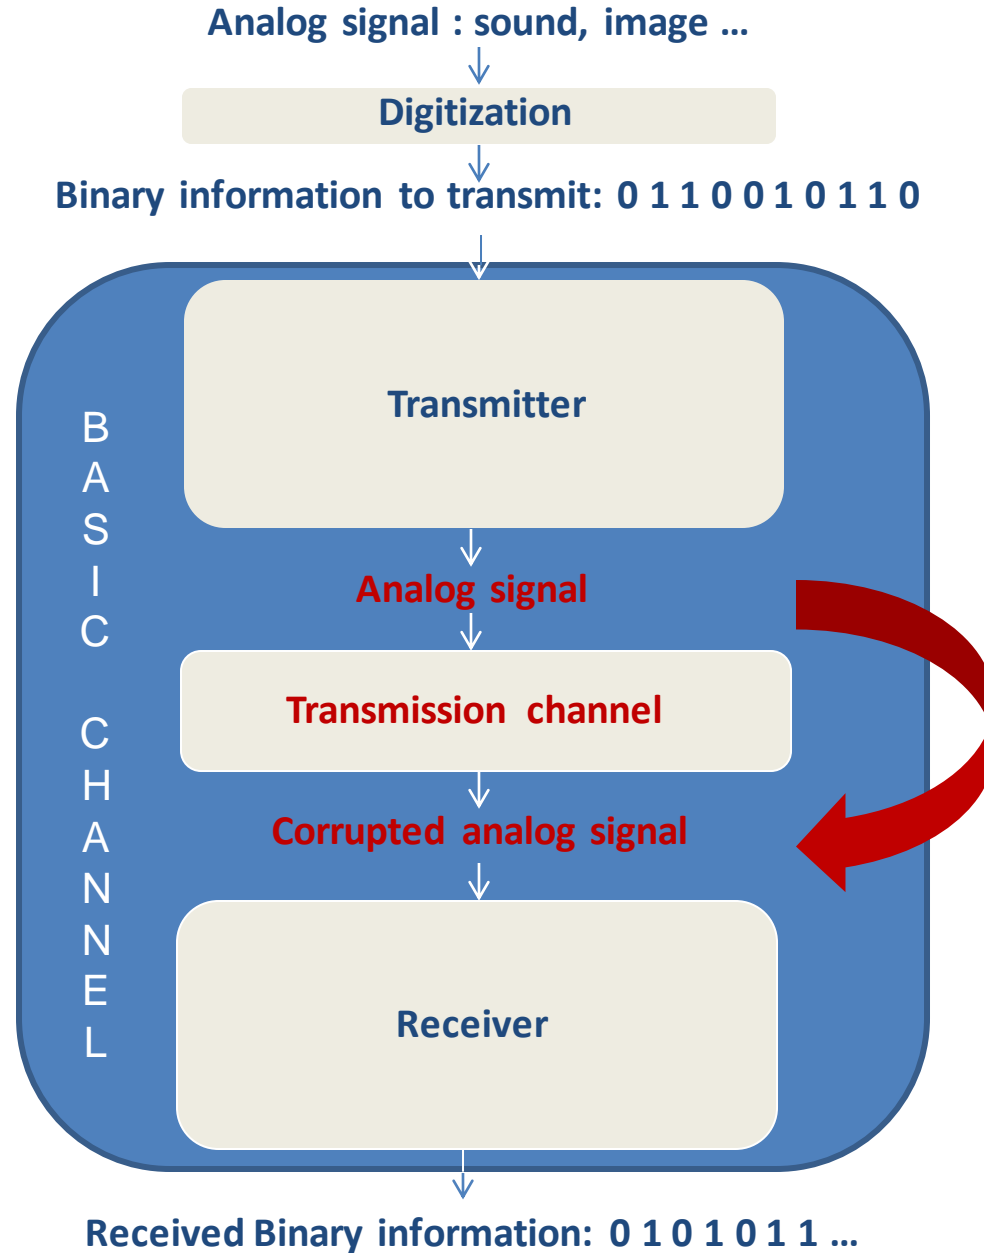 Analog signal : sound, image ...
Digitization
Binary information to transmit: 0 1 1 0 0 1 0 1 1 0
BASIC CHANNEL
Transmitter
Analog signal
Transmission channel
Corrupted analog signal
Receiver
Received Binary information: 0 1 0 1 0 1 1 ...